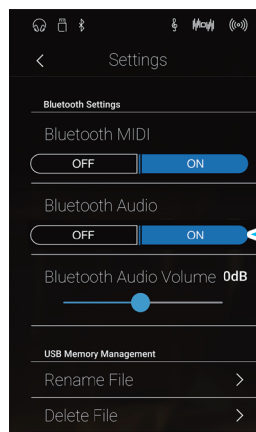 Settings
Bluetooth Settings
Bluetooth MIDI
OFF ON
Bluetooth Audio
OFF ON
Bluetooth Audio Volume 0dB
USB Memory Management
Rename File
Delete File